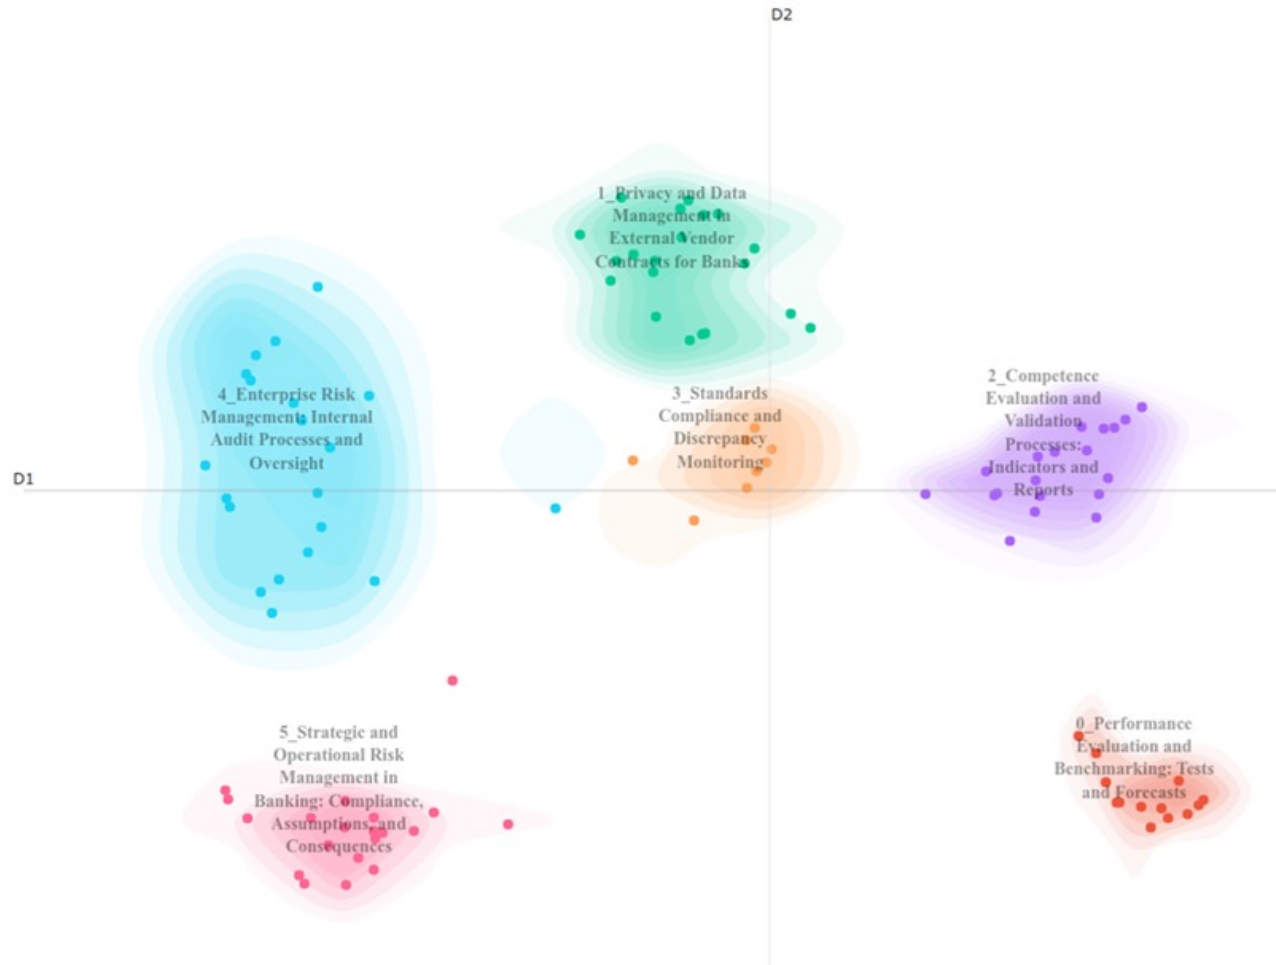 D2
1_Privacy and Data
Management in
External Vendor
Contracts for Banks
2_Competence
Evaluation and
Validation
Processes:
Indicators and
Reports
3_Standards
Compliance and
Discrepancy
Monitoring
4_Enterprise Risk
Management: Internal
Audit Processes and
Oversight
D1
5_Strategic and
Operational Risk
Management in
Banking: Compliance,
Assumptions, and
Consequences
0_Performance
Evaluation and
Benchmarking: Tests
and Forecasts